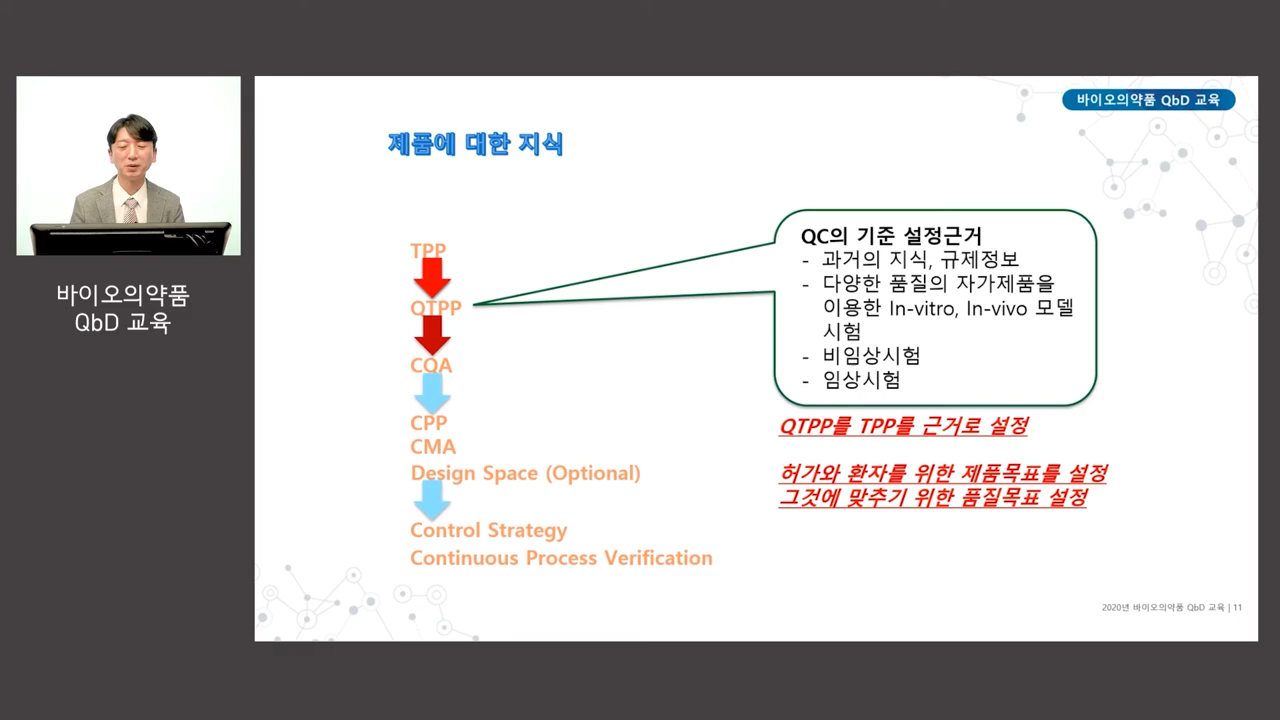 바이오의약품 QbD 교육
제품에 대한 지식
바이오의약품
QbD 교육
TPP
QTPP
CQA
CPP
CMA
Design Space (Optional)
Control Strategy
Continuous Process Verification
QC의 기준 설정근거
- 과거의 지식, 규제정보
- 다양한 품질의 자가제품을
이용한 In-vitro, In-vivo 모델
시험
- 비임상시험
- 임상시험
QTPP를 TPP를 근거로 설정
허가와 환자를 위한 제품목표를 설정
그것에 맞추기 위한 품질목표 설정
2020년 바이오의약품 QbD 교육 | 11